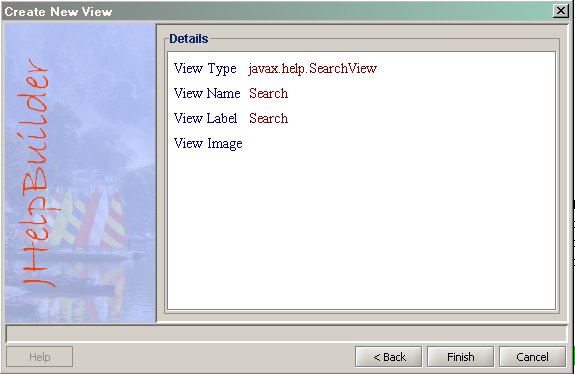 Create New View
JHelpBuilder
Details
View Type javax.help.SearchView
View Name Search
View Label Search
View Image
Help
< Back
Finish
Cancel